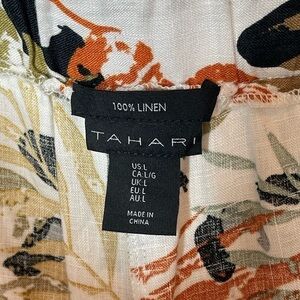 100% LINEN
TAHARI
US:L
CA:L/G
UK:L
EU:L
AU:L
MADE IN
CHINA